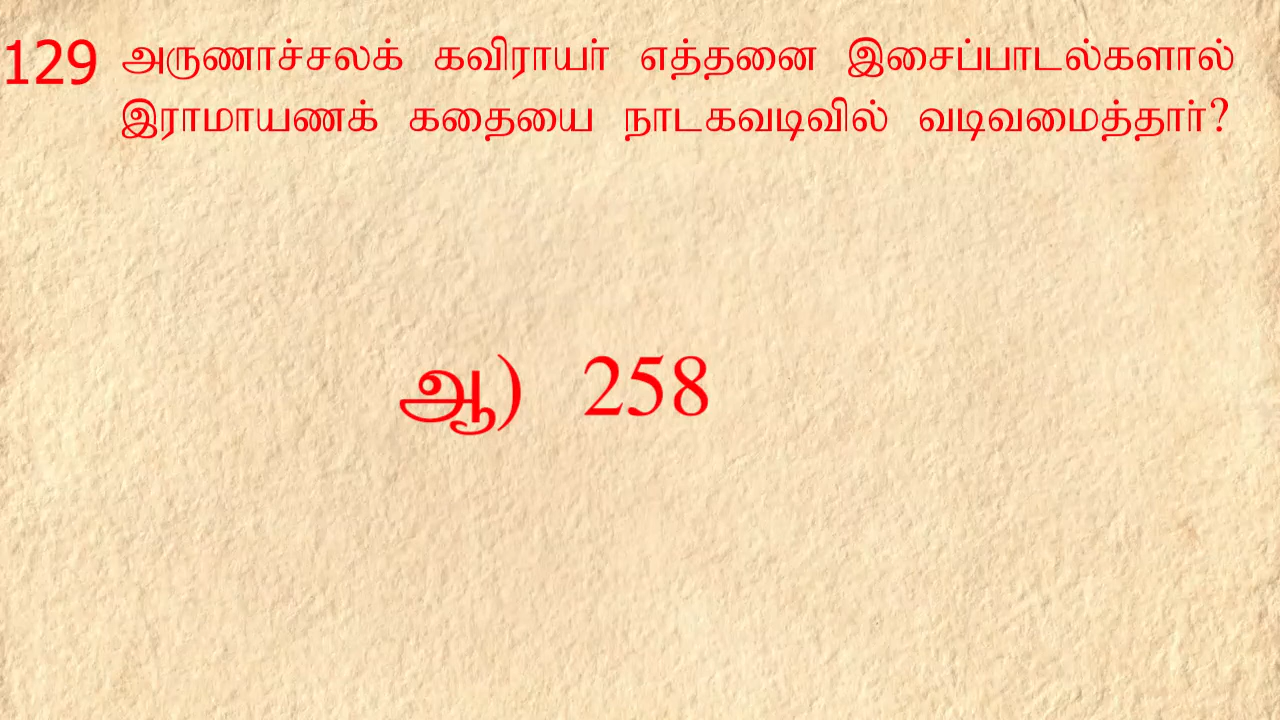 129 அருணாச்சலக் கவிராயர் எத்தனை இசைப்பாடல்களால்
இராமாயணக் கதையை நாடகவடிவில் வடிவமைத்தார்?
ஆ) 258